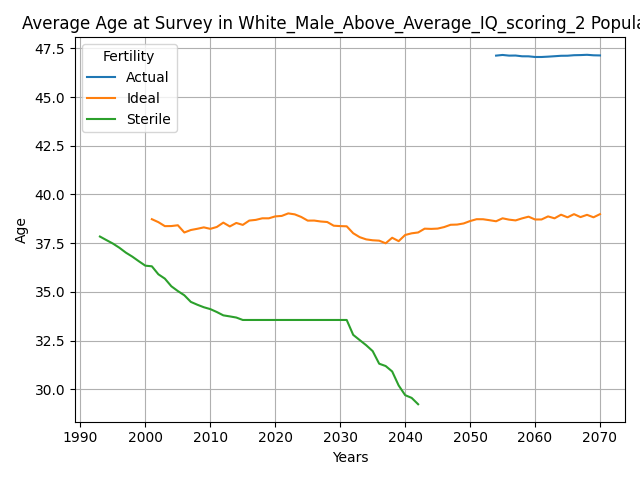 Average Age at Survey in White_Male_Above_Average_IQ_scoring_2 Popula
Fertility
Actual
Ideal
Sterile
47.5
45.0
42.5
40.0
37.5
35.0
32.5
30.0
Age
1990 2000 2010 2020 2030 2040 2050 2060 2070
Years